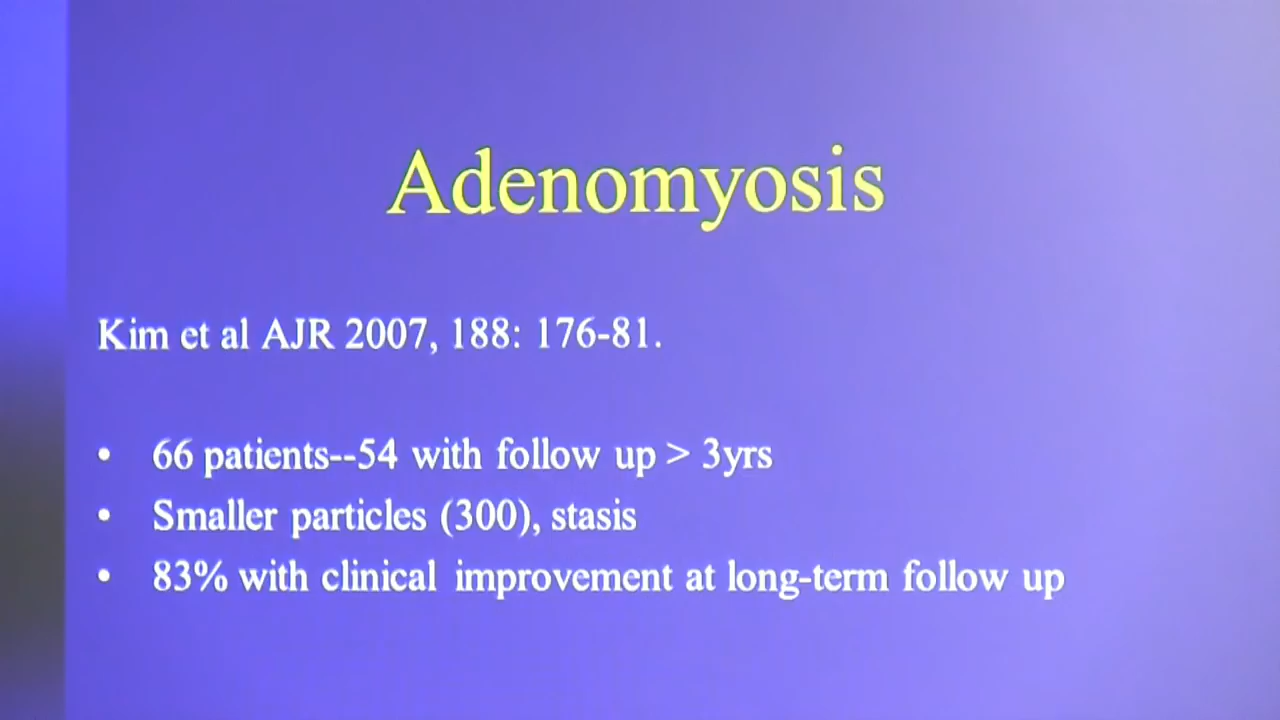 Adenomyosis
Kim et al AJR 2007, 188: 176-81.
• 66 patients--54 with follow up > 3yrs
• Smaller particles (300), stasis
• 83% with clinical improvement at long-term follow up